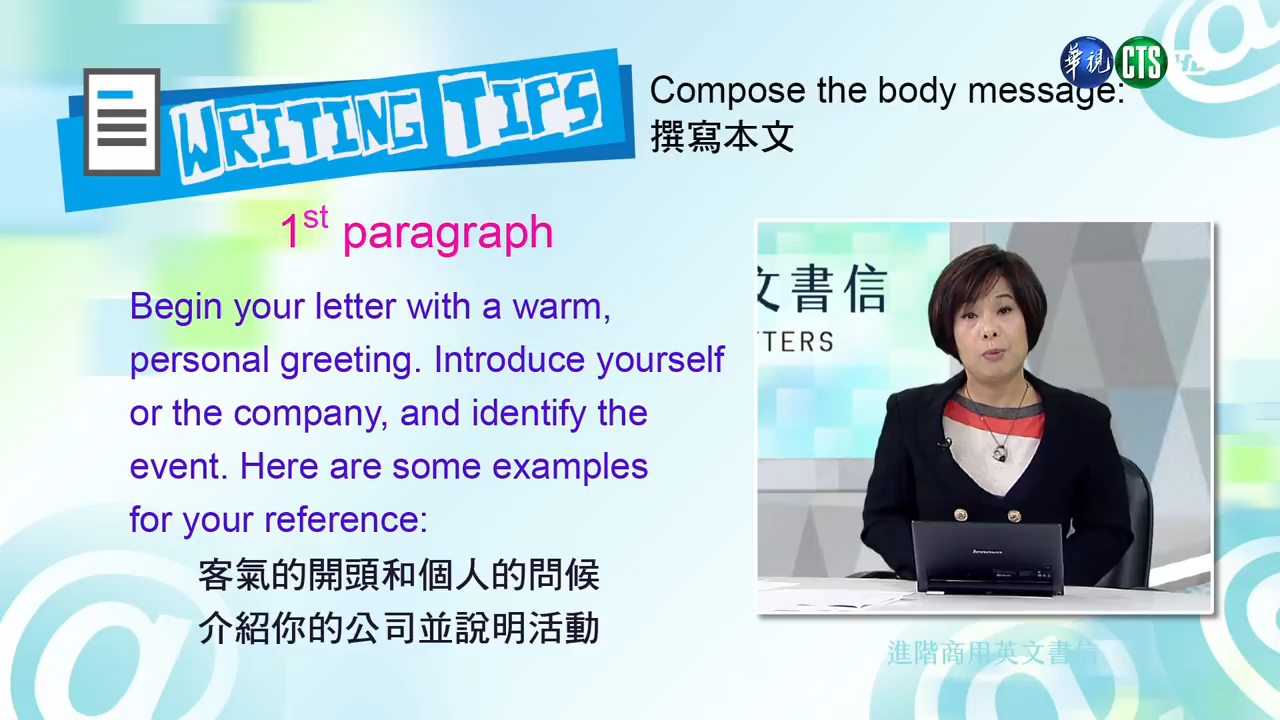 華視 CTS HD
WRITING TIPS
Compose the body message:
撰寫本文
1st paragraph
Begin your letter with a warm,
personal greeting. Introduce yourself
or the company, and identify the
event. Here are some examples
for your reference:
客氣的開頭和個人的問候
介紹你的公司並說明活動
文書信
TTERS
lenovo
進階商用英文書信